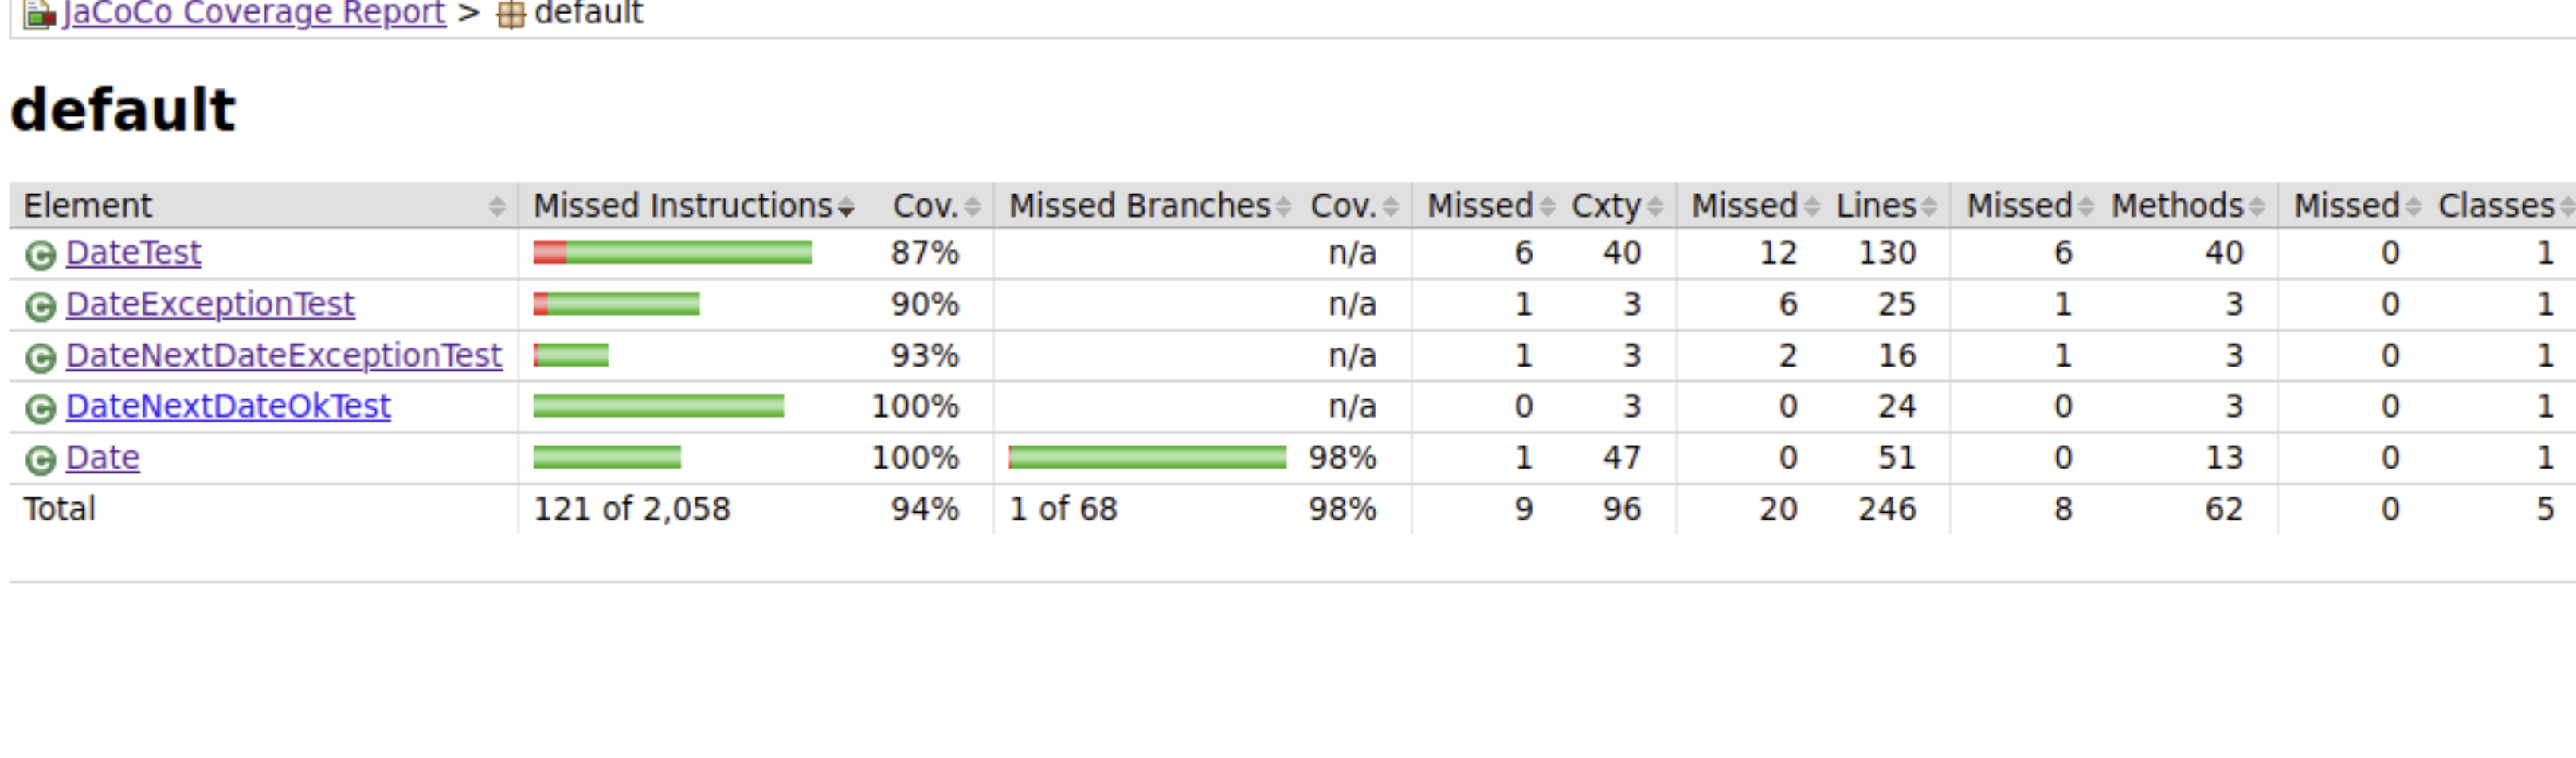 JaCoCo Coverage Report > default
default
Element Missed Instructions Cov. Missed Branches Cov. Missed Cxty Missed Lines Missed Methods Missed Classes
DateTest 87% n/a 6 40 12 130 6 40 0 1
DateExceptionTest 90% n/a 1 3 6 25 1 3 0 1
DateNextDateExceptionTest 93% n/a 1 3 2 16 1 3 0 1
DateNextDateOkTest 100% n/a 0 3 0 24 0 3 0 1
Date 100% 98% 1 47 0 51 0 13 0 1
Total 121 of 2,058 94% 1 of 68 98% 9 96 20 246 8 62 0 5